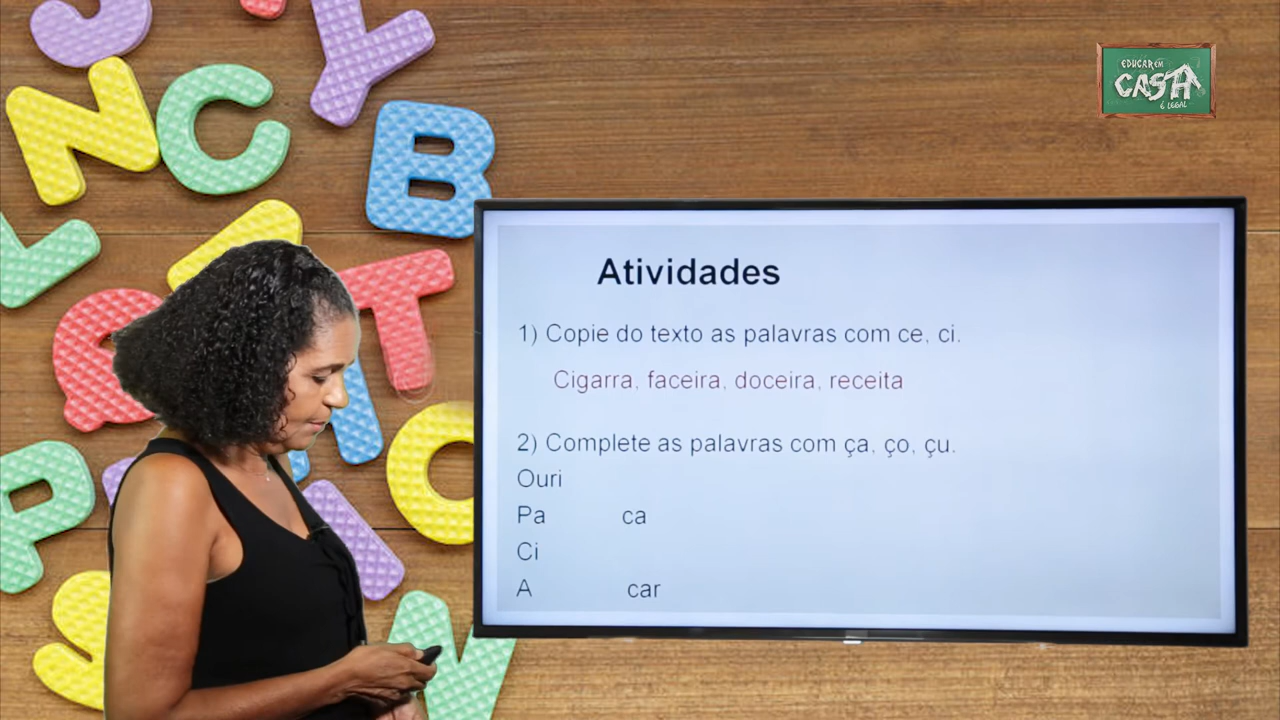 EDUCAR EM
CASA
É LEGAL
Atividades
1) Copie do texto as palavras com ce, ci.
Cigarra, faceira, doceira, receita
2) Complete as palavras com ça, ço, çu.
Ouri
Pa ca
Ci
A car